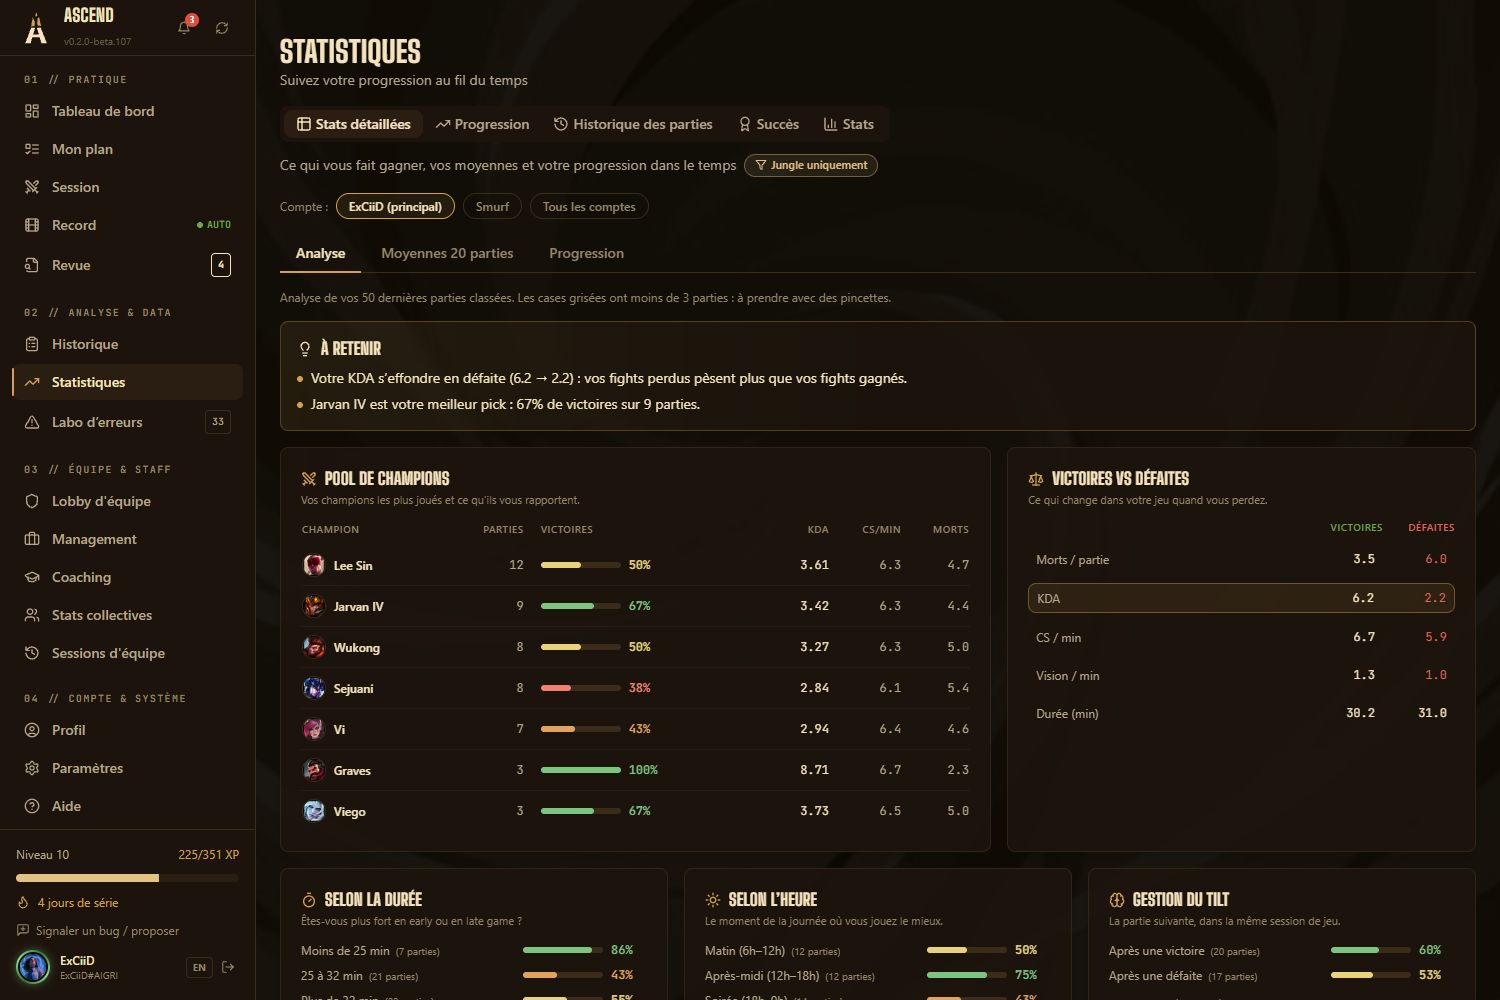 ASCEND
v0.2.0-beta.107
3
01 // PRATIQUE
Tableau de bord
Mon plan
Session
Record
AUTO
Revue
4
02 // ANALYSE & DATA
Historique
Statistiques
Labo d'erreurs
33
03 // ÉQUIPE & STAFF
Lobby d'équipe
Management
Coaching
Stats collectives
Sessions d'équipe
04 // COMPTE & SYSTÈME
Profil
Paramètres
Aide
Niveau 10 225/351 XP
4 jours de série
Signaler un bug / proposer
ExCiiD
ExCiiD#AIGRI
EN
STATISTIQUES
Suivez votre progression au fil du temps
Stats détaillées Progression Historique des parties Succès Stats
Ce qui vous fait gagner, vos moyennes et votre progression dans le temps Jungle uniquement
Compte : ExCiiD (principal) Smurf Tous les comptes
Analyse Moyennes 20 parties Progression
Analyse de vos 50 dernières parties classées. Les cases grisées ont moins de 3 parties : à prendre avec des pincettes.
À RETENIR
Votre KDA s'effondre en défaite (6.2 → 2.2) : vos fights perdus pèsent plus que vos fights gagnés.
Jarvan IV est votre meilleur pick : 67% de victoires sur 9 parties.
POOL DE CHAMPIONS
Vos champions les plus joués et ce qu'ils vous rapportent.
CHAMPION PARTIES VICTOIRES KDA CS/MIN MORTS
Lee Sin 12 50% 3.61 6.3 4.7
Jarvan IV 9 67% 3.42 6.3 4.4
Wukong 8 50% 3.27 6.3 5.0
Sejuani 8 38% 2.84 6.1 5.4
Vi 7 43% 2.94 6.4 4.6
Graves 3 100% 8.71 6.7 2.3
Viego 3 67% 3.73 6.5 5.0
VICTOIRES VS DÉFAITES
Ce qui change dans votre jeu quand vous perdez.
VICTOIRES DÉFAITES
Morts / partie 3.5 6.0
KDA 6.2 2.2
CS / min 6.7 5.9
Vision / min 1.3 1.0
Durée (min) 30.2 31.0
SELON LA DURÉE
Êtes-vous plus fort en early ou en late game ?
Moins de 25 min (7 parties) 86%
25 à 32 min (21 parties) 43%
SELON L'HEURE
Le moment de la journée où vous jouez le mieux.
Matin (6h–12h) (12 parties) 50%
Après-midi (12h–18h) (12 parties) 75%
GESTION DU TILT
La partie suivante, dans la même session de jeu.
Après une victoire (20 parties) 60%
Après une défaite (17 parties) 53%